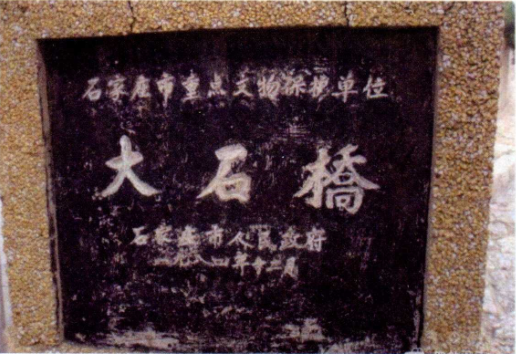 石家庄市重点文物保护单位
大石橋
石家庄市人民政府
一九八四年十二月